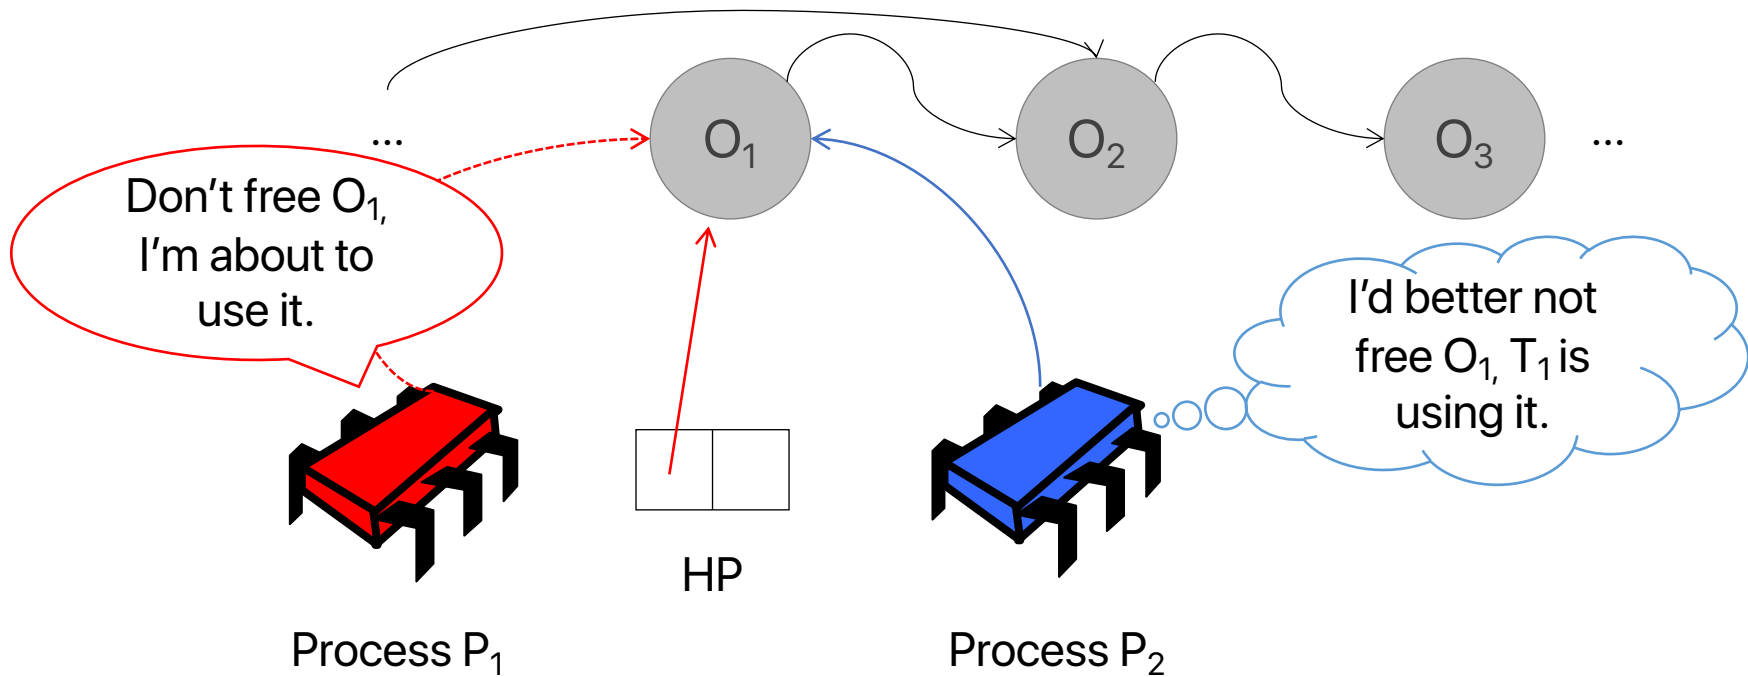 O₁
O₂
O₃
...
...
Don't free O₁,
I'm about to
use it.
I'd better not
free O₁, T₁ is
using it.
HP
Process P₁
Process P₂